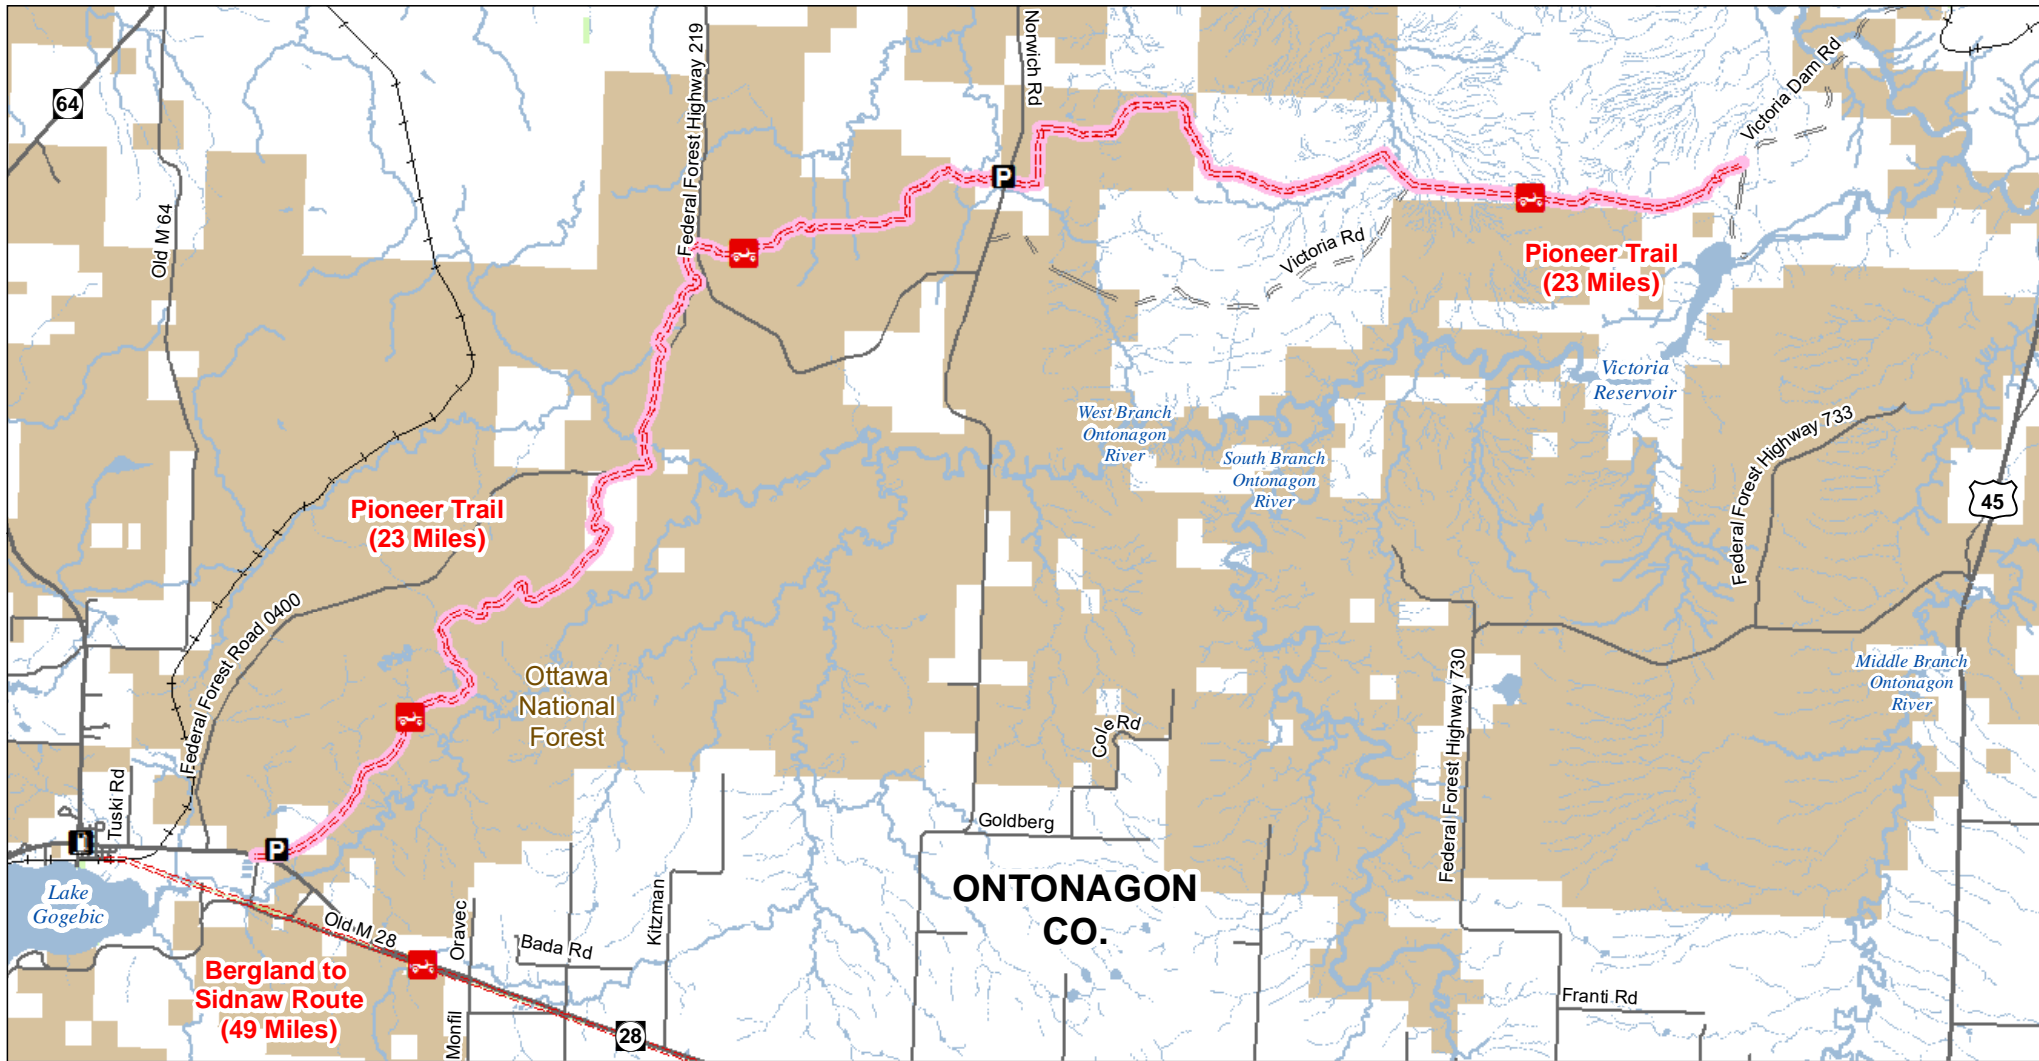 64
Old M 64
Federal Forest Highway 219
Norwich Rd
P
Victoria Dam Rd
Victoria Rd
Pioneer Trail
(23 Miles)
Victoria
Reservoir
West Branch
Ontonagon
River
South Branch
Ontonagon
River
Federal Forest Highway 733
45
Pioneer Trail
(23 Miles)
Federal Forest Road 0400
Ottawa
National
Forest
Federal Forest Highway 730
Middle Branch
Ontonagon
River
Cole Rd
Tuski Rd
P
Goldberg
Lake
Gogebic
Old M 28
Oravec
Bada Rd
Kitzman
ONTONAGON
CO.
Bergland to
Sidnaw Route
(49 Miles)
Monfil
28
Franti Rd